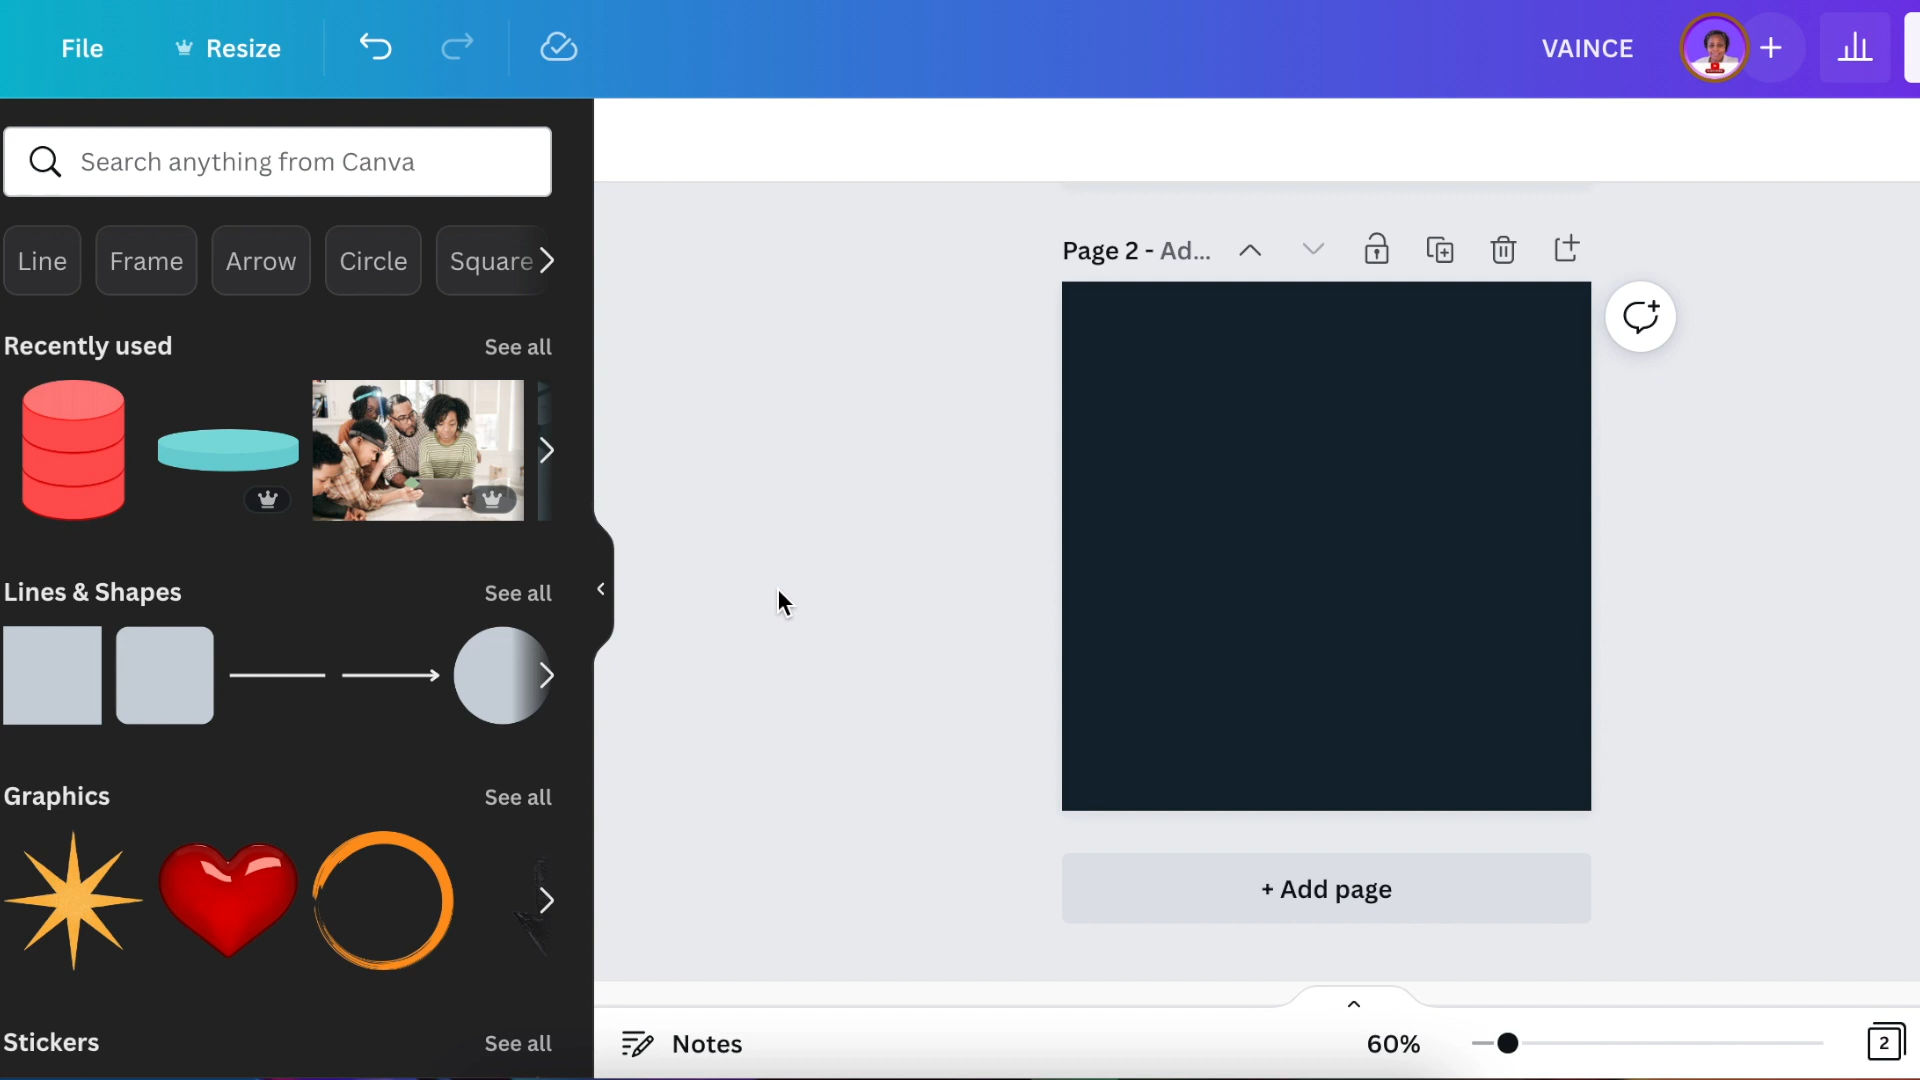 File
Resize
VAINCE
Search anything from Canva
Line
Frame
Arrow
Circle
Square
Recently used
See all
Page 2 - Ad...
Lines & Shapes
See all
Graphics
See all
+ Add page
Stickers
See all
Notes
60%
2